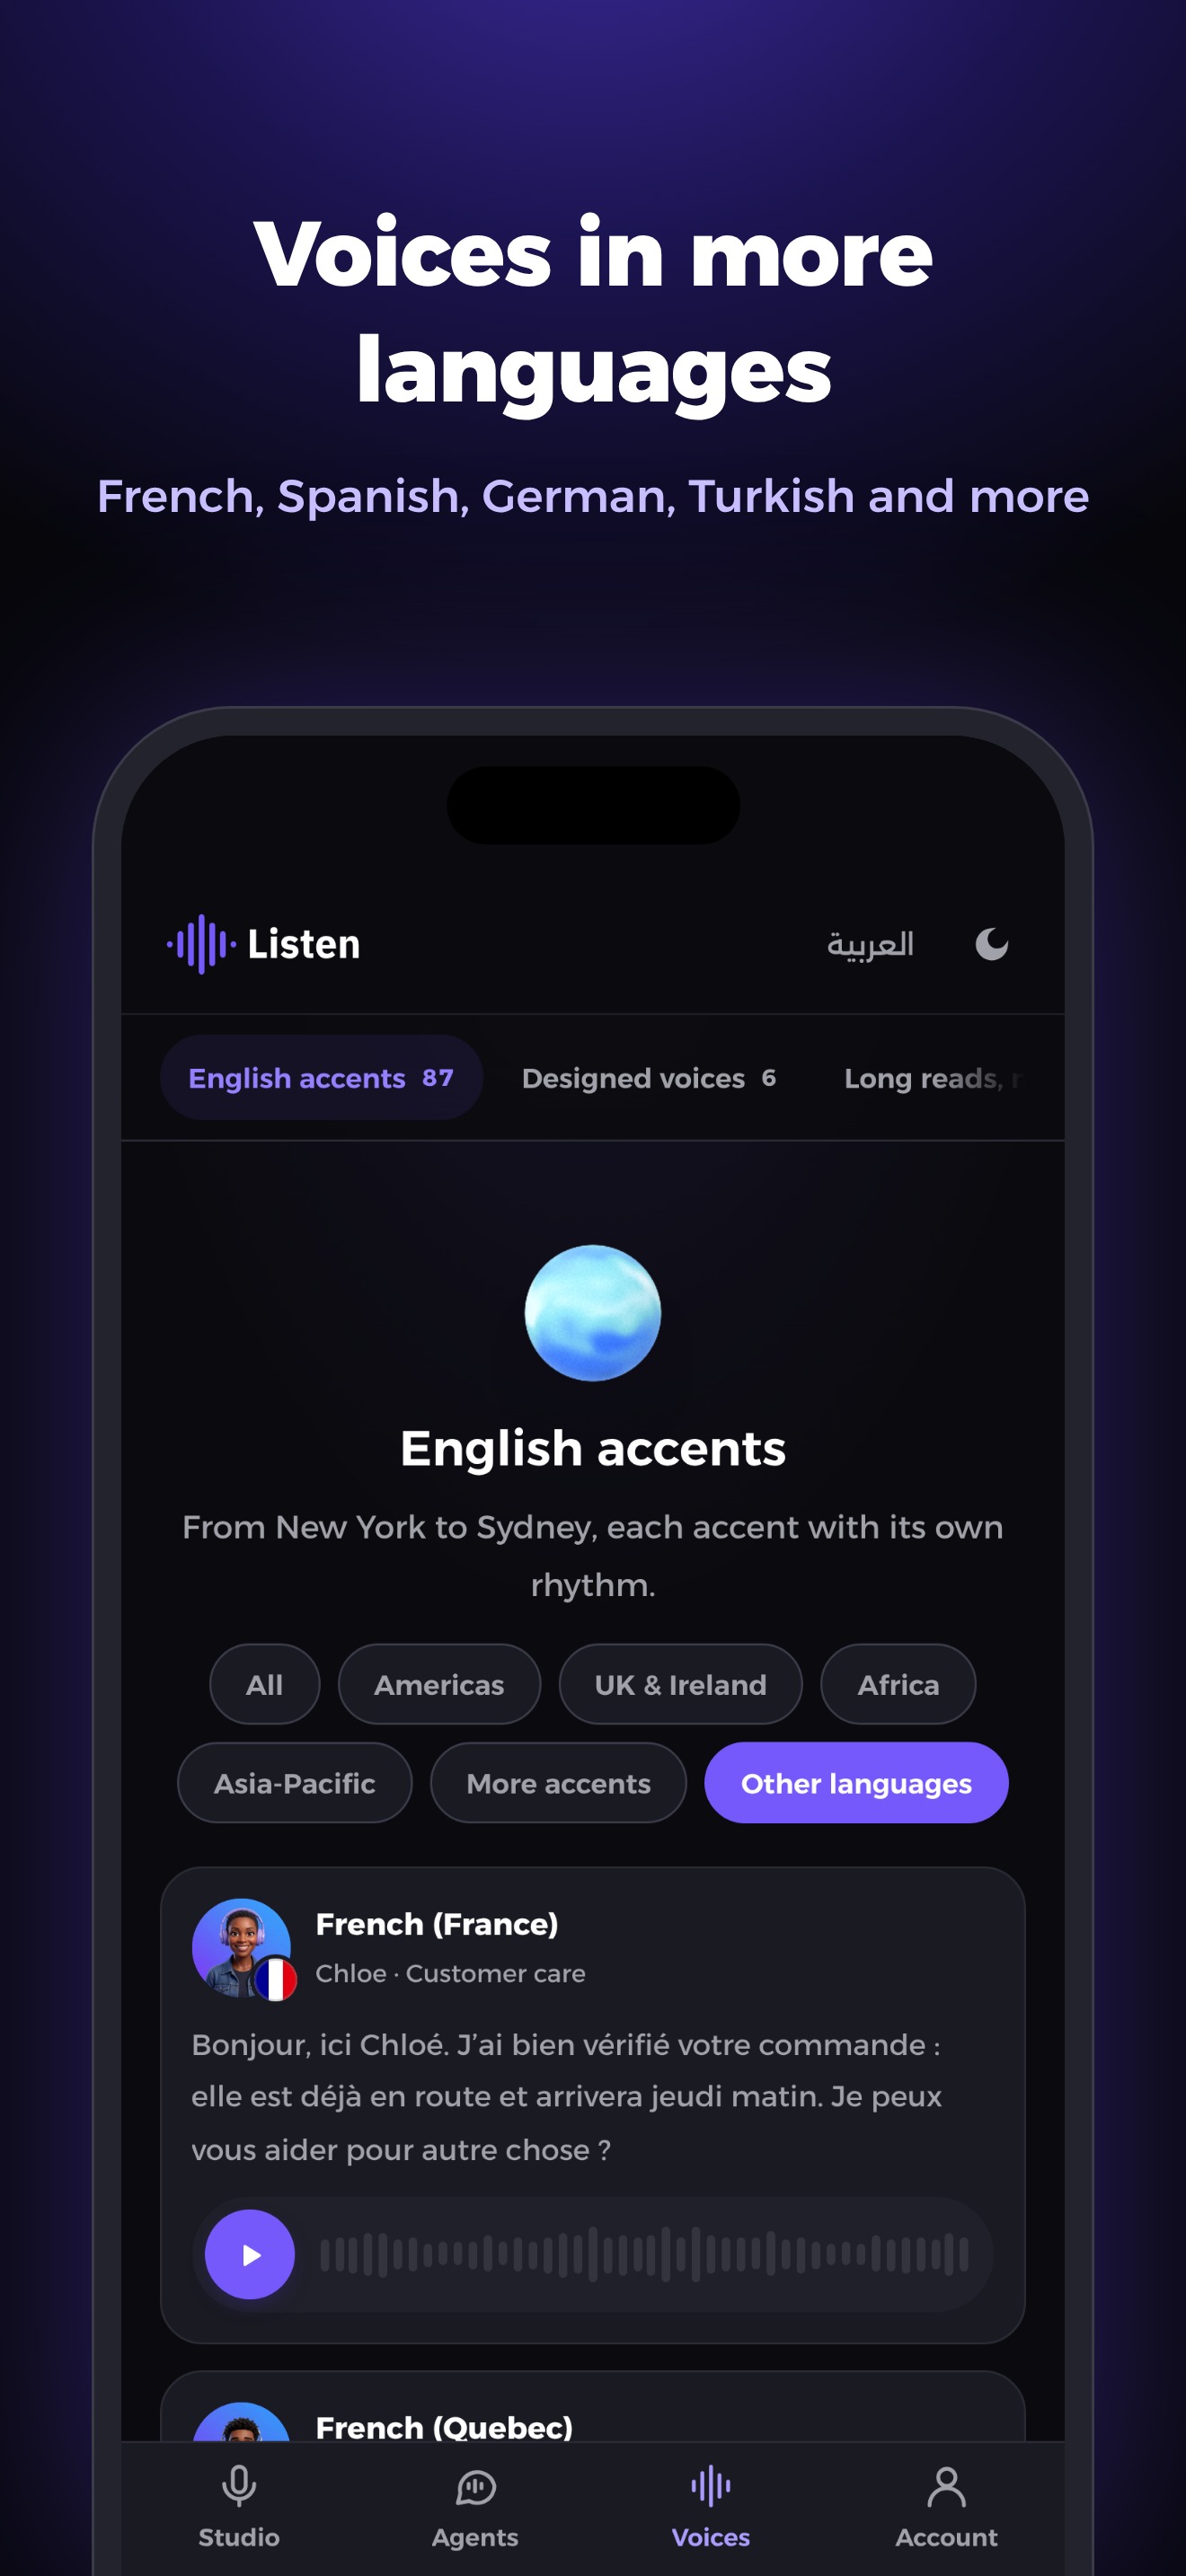 Voices in more
languages
French, Spanish, German, Turkish and more
Listen
العربية
English accents 87
Designed voices 6
Long reads,
English accents
From New York to Sydney, each accent with its own
rhythm.
All
Americas
UK & Ireland
Africa
Asia-Pacific
More accents
Other languages
French (France)
Chloe · Customer care
Bonjour, ici Chloé. J’ai bien vérifié votre commande :
elle est déjà en route et arrivera jeudi matin. Je peux
vous aider pour autre chose ?
French (Quebec)
Studio
Agents
Voices
Account